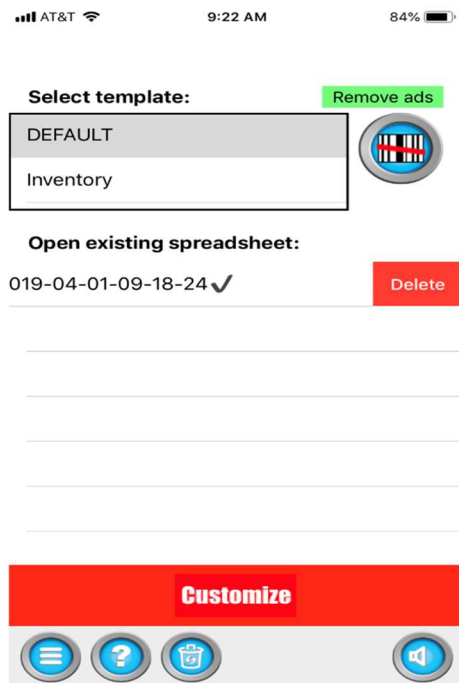 AT&T 9:22 AM 84%
Select template: Remove ads
DEFAULT
Inventory
Open existing spreadsheet:
019-04-01-09-18-24✔ Delete
Customize
?